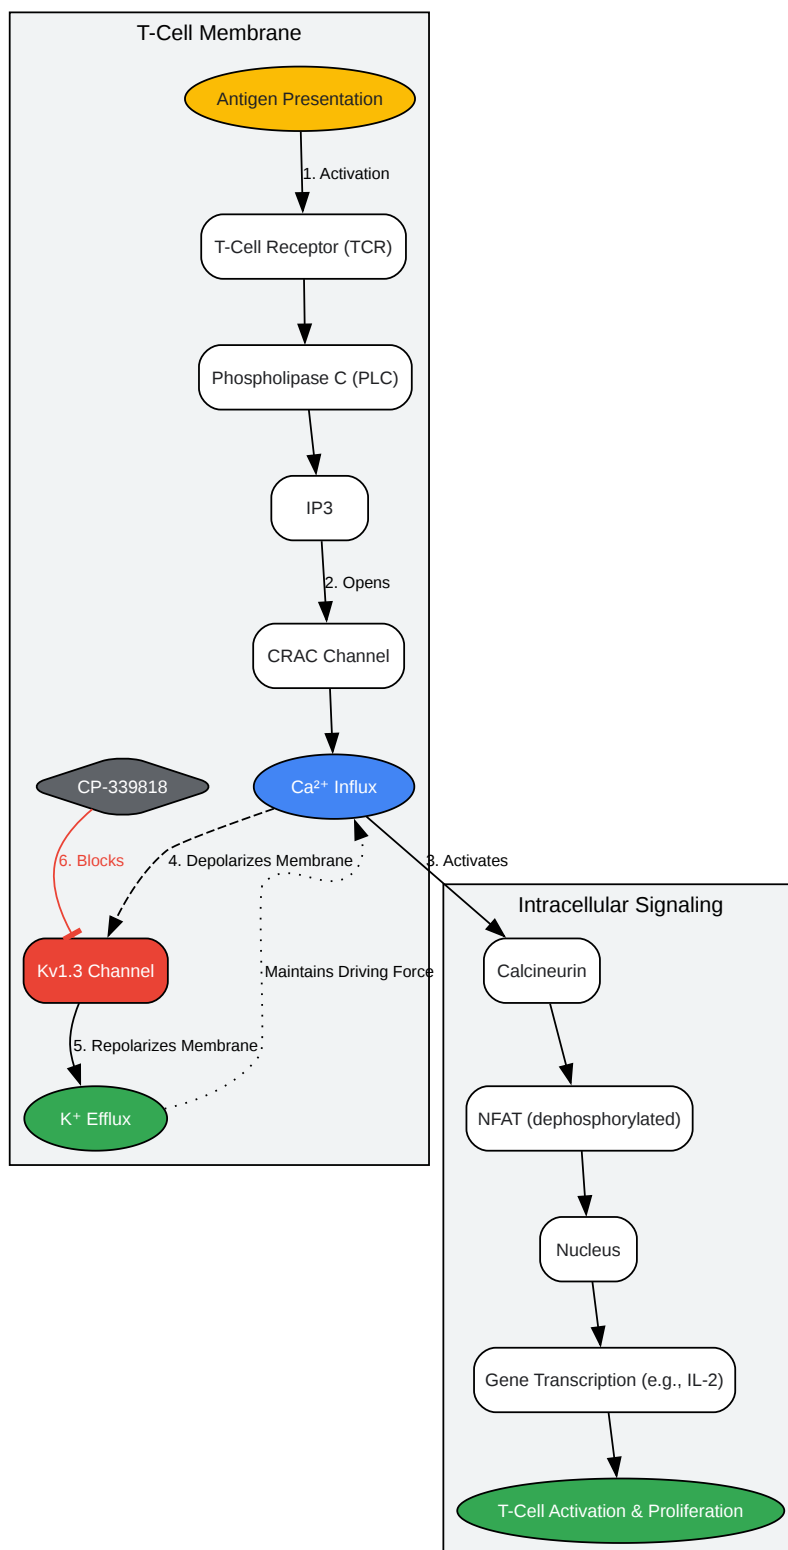 T-Cell Membrane
Antigen Presentation
1. Activation
T-Cell Receptor (TCR)
Phospholipase C (PLC)
IP3
2. Opens
CRAC Channel
CP-339818
Ca²⁺ Influx
6. Blocks
4. Depolarizes Membrane
3. Activates
Intracellular Signaling
Kv1.3 Channel
Maintains Driving Force
Calcineurin
5. Repolarizes Membrane
K⁺ Efflux
NFAT (dephosphorylated)
Nucleus
Gene Transcription (e.g., IL-2)
T-Cell Activation & Proliferation